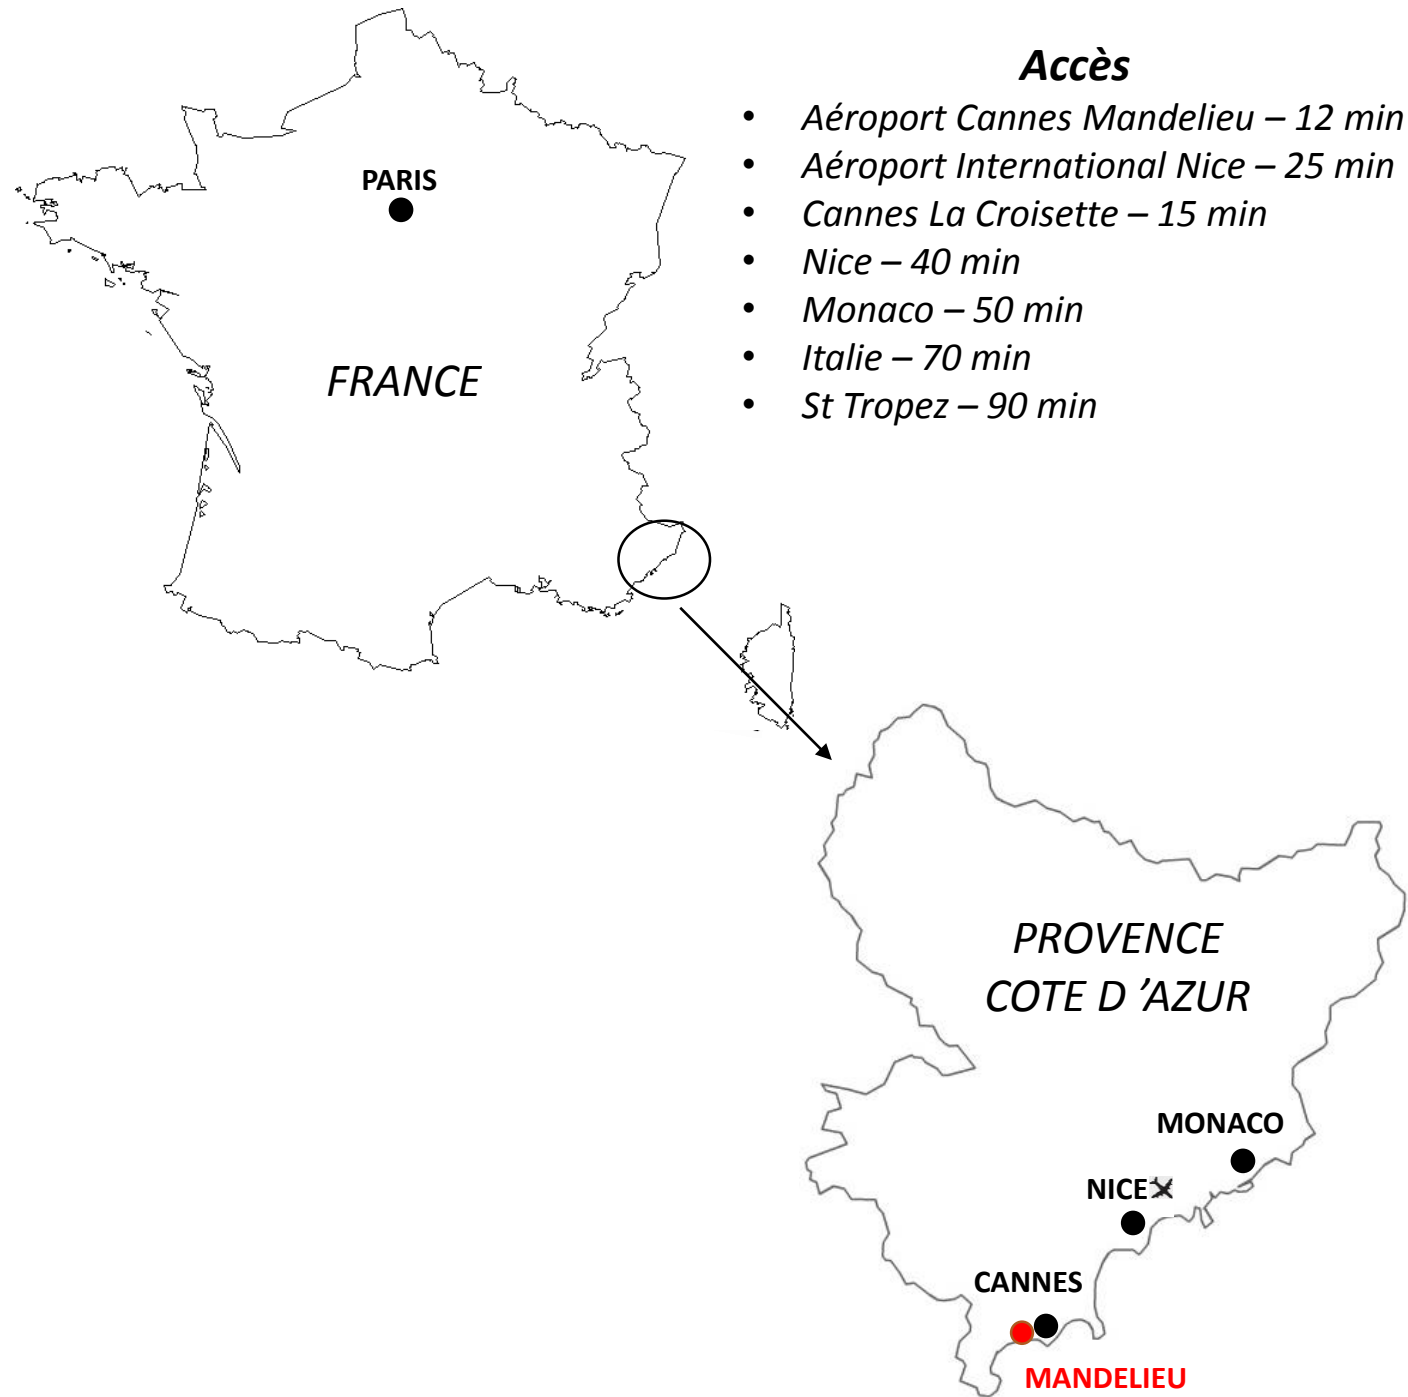 Accès
• Aéroport Cannes Mandelieu – 12 min
• Aéroport International Nice – 25 min
• Cannes La Croisette – 15 min
• Nice – 40 min
• Monaco – 50 min
• Italie – 70 min
• St Tropez – 90 min
PARIS
FRANCE
PROVENCE
COTE D ’AZUR
MONACO
NICE
CANNES
MANDELIEU